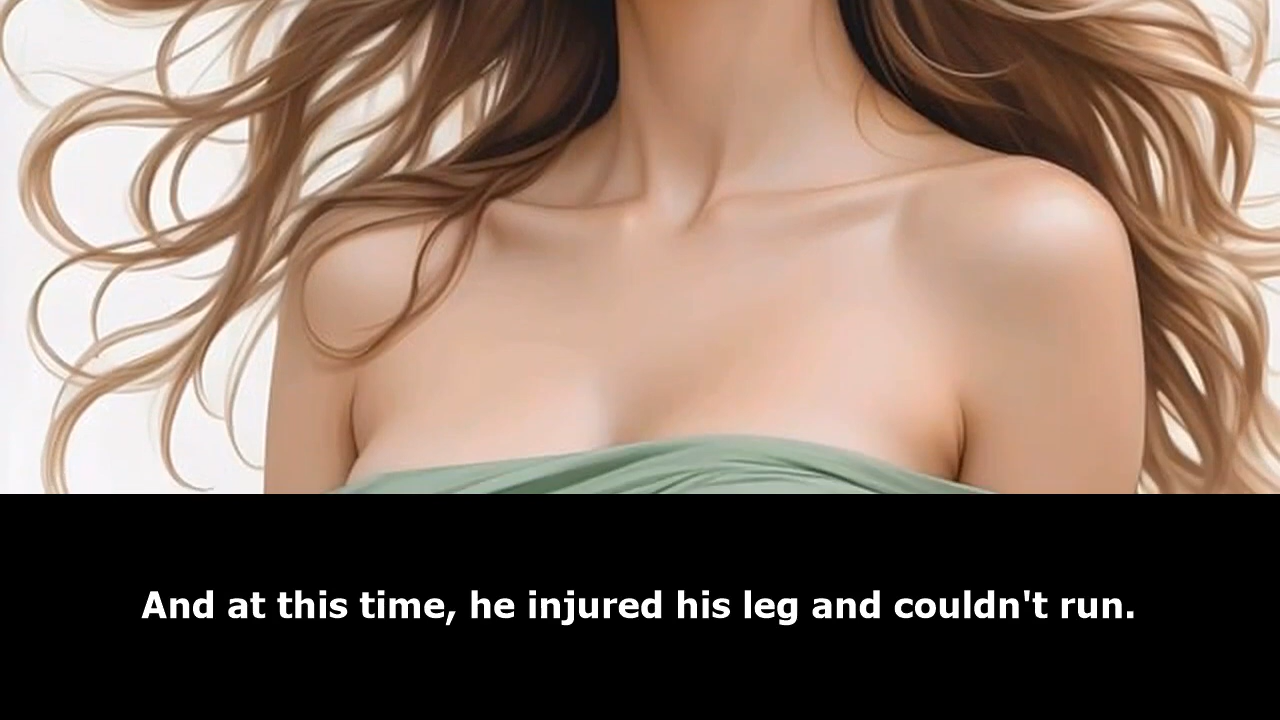 And at this time, he injured his leg and couldn't run.